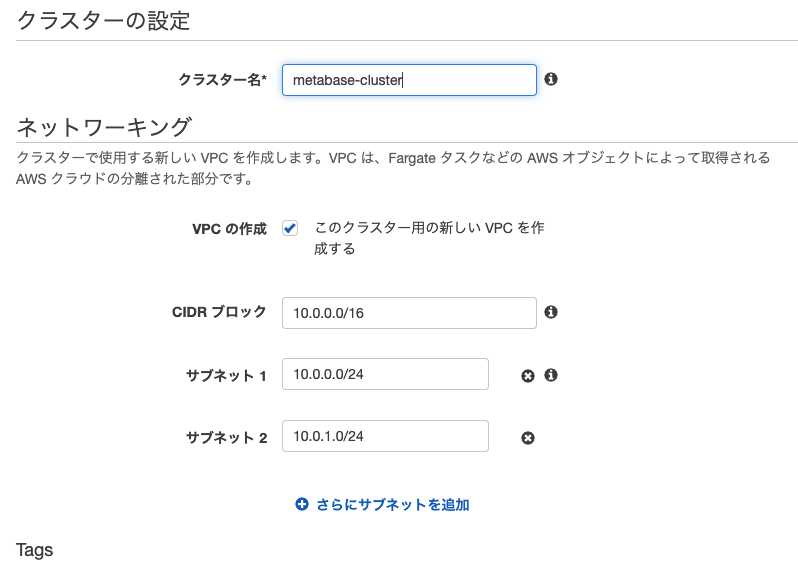 クラスターの設定
クラスター名* metabase-cluster
ネットワーキング
クラスターで使用する新しい VPC を作成します。VPC は、Fargate タスクなどの AWS オブジェクトによって取得される
AWS クラウドの分離された部分です。
VPC の作成 このクラスター用の新しい VPC を作
成する
CIDR ブロック 10.0.0.0/16
サブネット 1 10.0.0.0/24
サブネット 2 10.0.1.0/24
さらにサブネットを追加
Tags